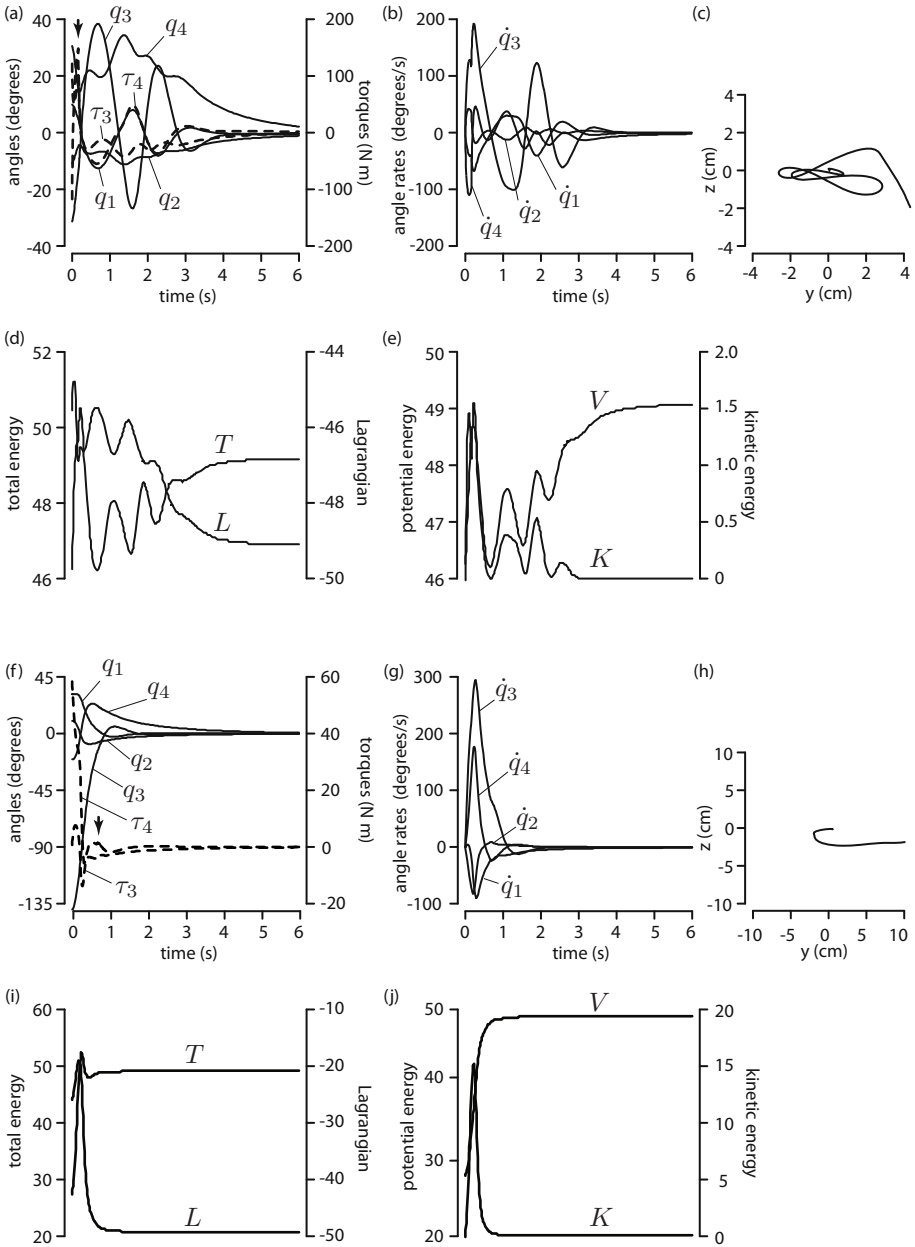 (a)
40
20
0
-20
-40
angles (degrees)
200
100
0
-100
-200
torques (N m)
q3
q4
τ4
τ3
q1
q2
0 1 2 3 4 5 6
time (s)
(b)
200
100
0
-100
-200
angle rates (degrees/s)
q̇3
q̇4
q̇2
q̇1
0 1 2 3 4 5 6
time (s)
(c)
4
2
0
-2
-4
z (cm)
-4 -2 0 2 4
y (cm)
(d)
52
50
48
46
total energy
-44
-46
-48
-50
Lagrangian
T
L
(e)
50
49
48
47
46
potential energy
2.0
1.5
1.0
0.5
0
kinetic energy
V
K
(f)
45
0
-45
-90
-135
angles (degrees)
60
40
20
0
-20
torques (N m)
q1
q4
q2
q3
τ4
τ3
0 1 2 3 4 5 6
time (s)
(g)
300
200
100
0
-100
angle rates (degrees/s)
q̇3
q̇4
q̇2
q̇1
0 1 2 3 4 5 6
time (s)
(h)
10
5
0
-5
-10
z (cm)
-10 -5 0 5 10
y (cm)
(i)
60
50
40
30
20
total energy
-10
-20
-30
-40
-50
Lagrangian
T
L
(j)
50
40
30
20
potential energy
20
15
10
5
0
kinetic energy
V
K